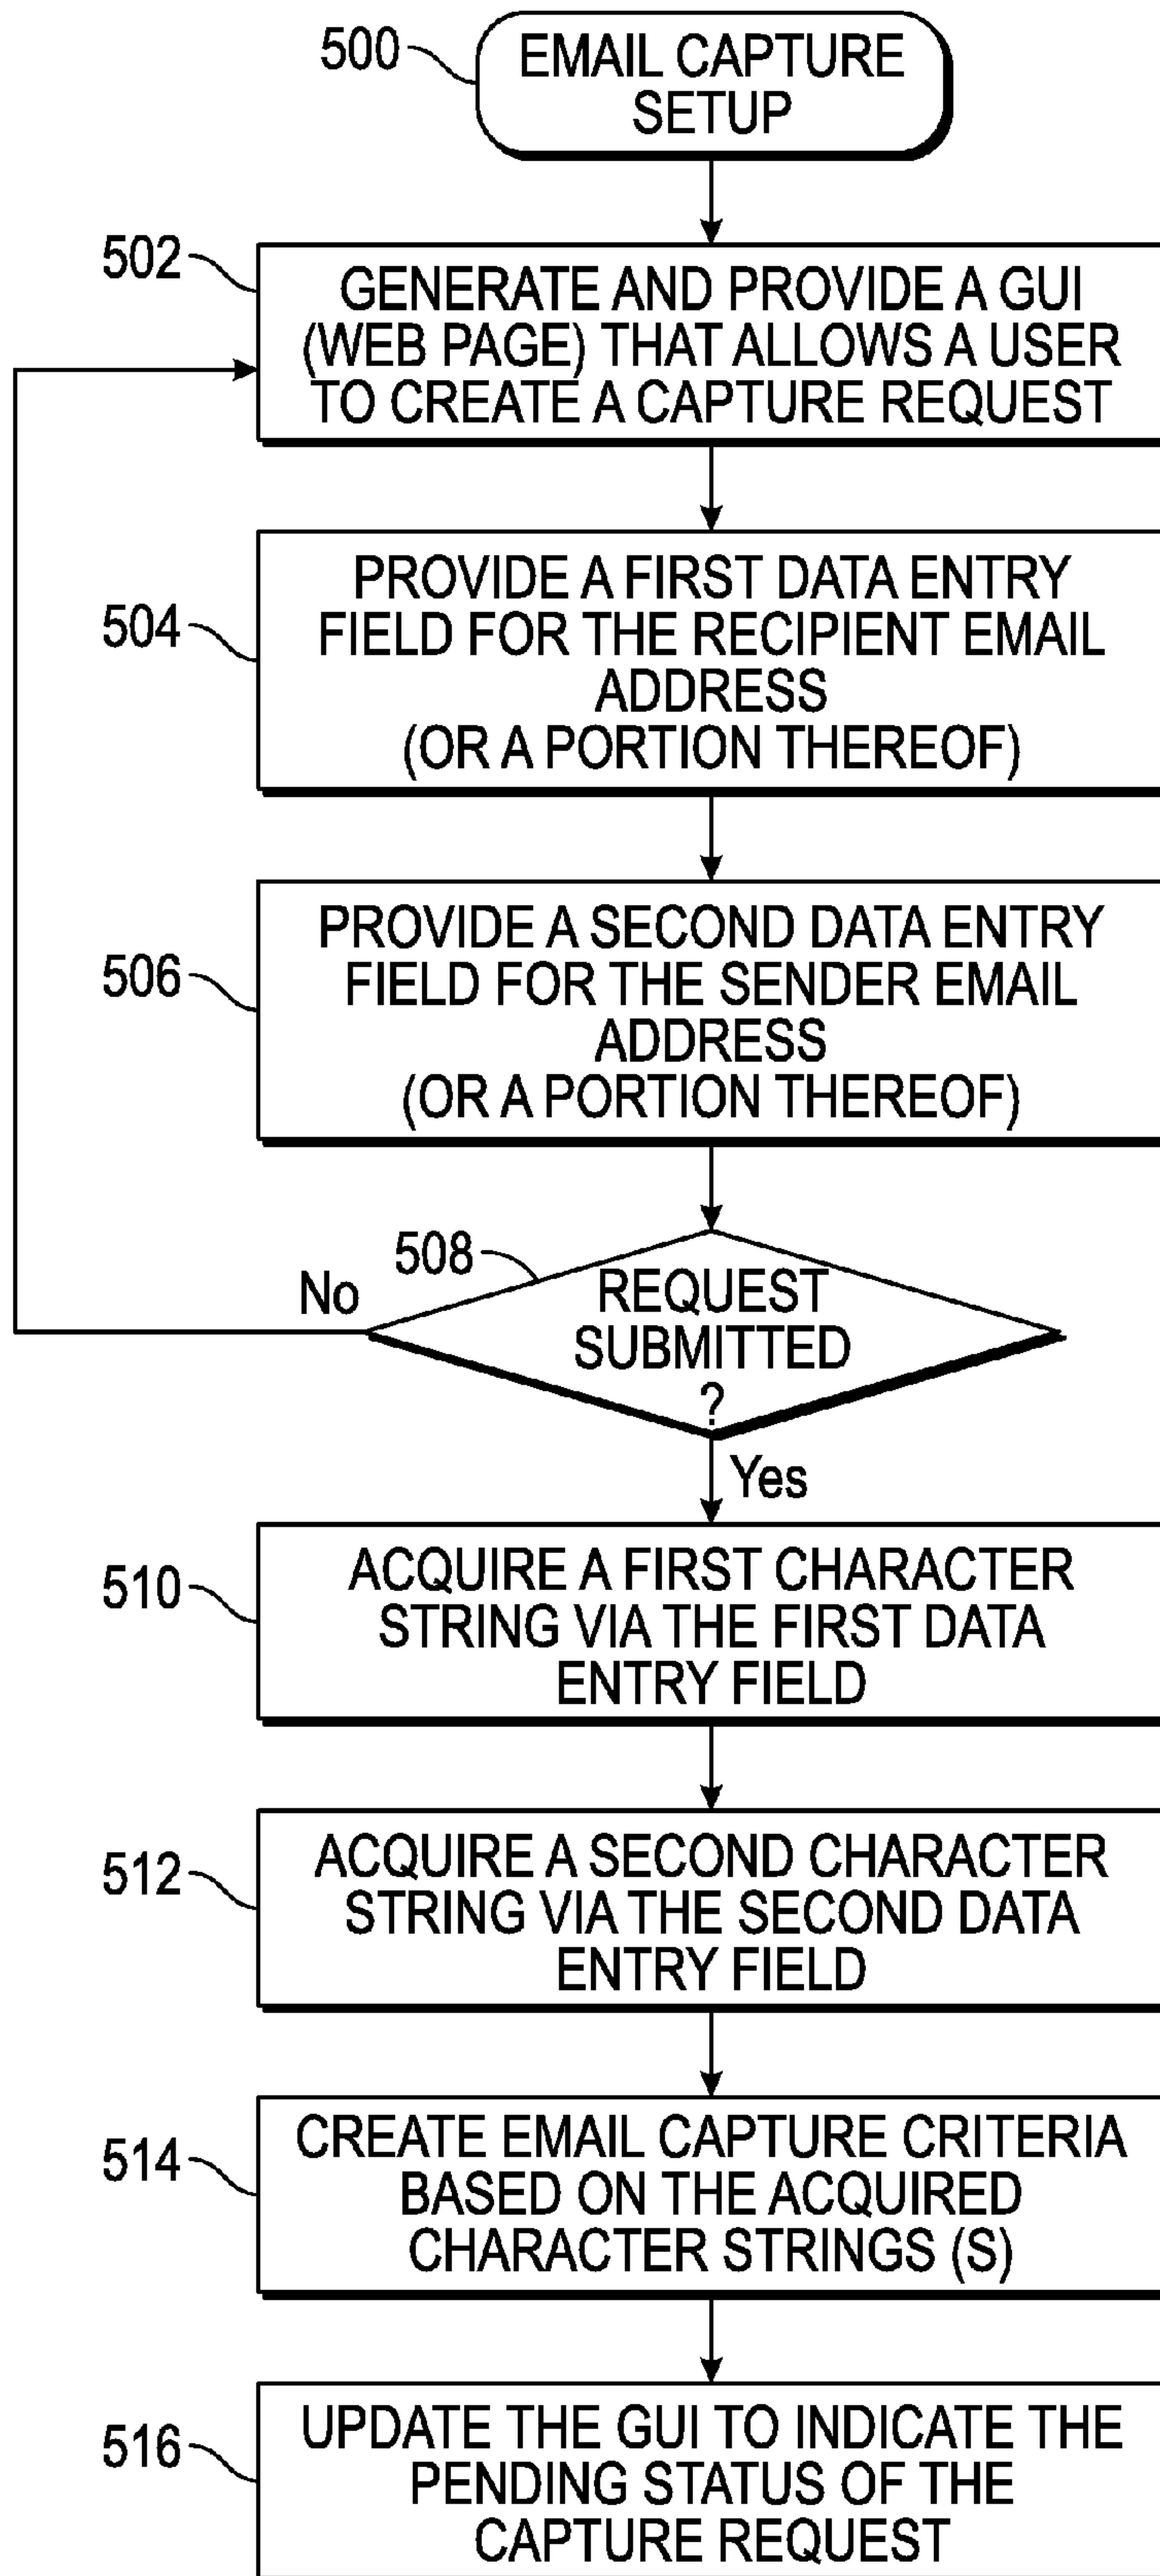 500
EMAIL CAPTURE
SETUP
502
GENERATE AND PROVIDE A GUI
(WEB PAGE) THAT ALLOWS A USER
TO CREATE A CAPTURE REQUEST
504
PROVIDE A FIRST DATA ENTRY
FIELD FOR THE RECIPIENT EMAIL
ADDRESS
(OR A PORTION THEREOF)
506
PROVIDE A SECOND DATA ENTRY
FIELD FOR THE SENDER EMAIL
ADDRESS
(OR A PORTION THEREOF)
508
No
REQUEST
SUBMITTED
?
Yes
510
ACQUIRE A FIRST CHARACTER
STRING VIA THE FIRST DATA
ENTRY FIELD
512
ACQUIRE A SECOND CHARACTER
STRING VIA THE SECOND DATA
ENTRY FIELD
514
CREATE EMAIL CAPTURE CRITERIA
BASED ON THE ACQUIRED
CHARACTER STRINGS (S)
516
UPDATE THE GUI TO INDICATE THE
PENDING STATUS OF THE
CAPTURE REQUEST